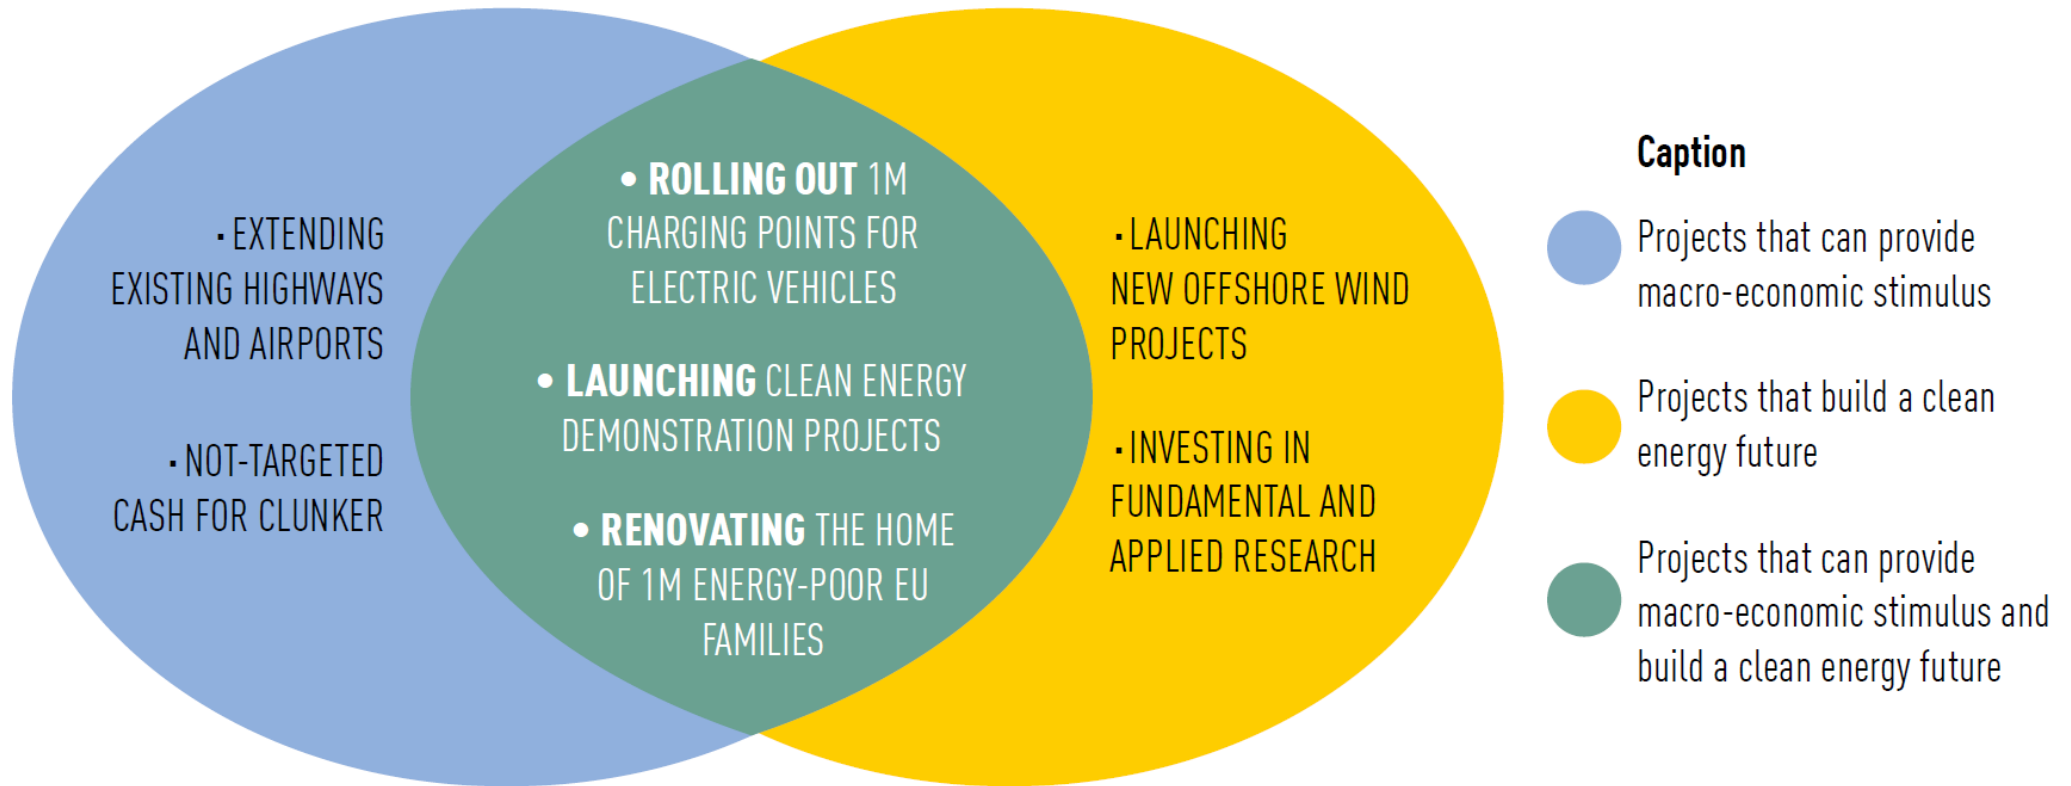 · EXTENDING
EXISTING HIGHWAYS
AND AIRPORTS
· NOT-TARGETED
CASH FOR CLUNKER
• ROLLING OUT 1M
CHARGING POINTS FOR
ELECTRIC VEHICLES
• LAUNCHING CLEAN ENERGY
DEMONSTRATION PROJECTS
• RENOVATING THE HOME
OF 1M ENERGY-POOR EU
FAMILIES
· LAUNCHING
NEW OFFSHORE WIND
PROJECTS
· INVESTING IN
FUNDAMENTAL AND
APPLIED RESEARCH
Caption
Projects that can provide
macro-economic stimulus
Projects that build a clean
energy future
Projects that can provide
macro-economic stimulus and
build a clean energy future